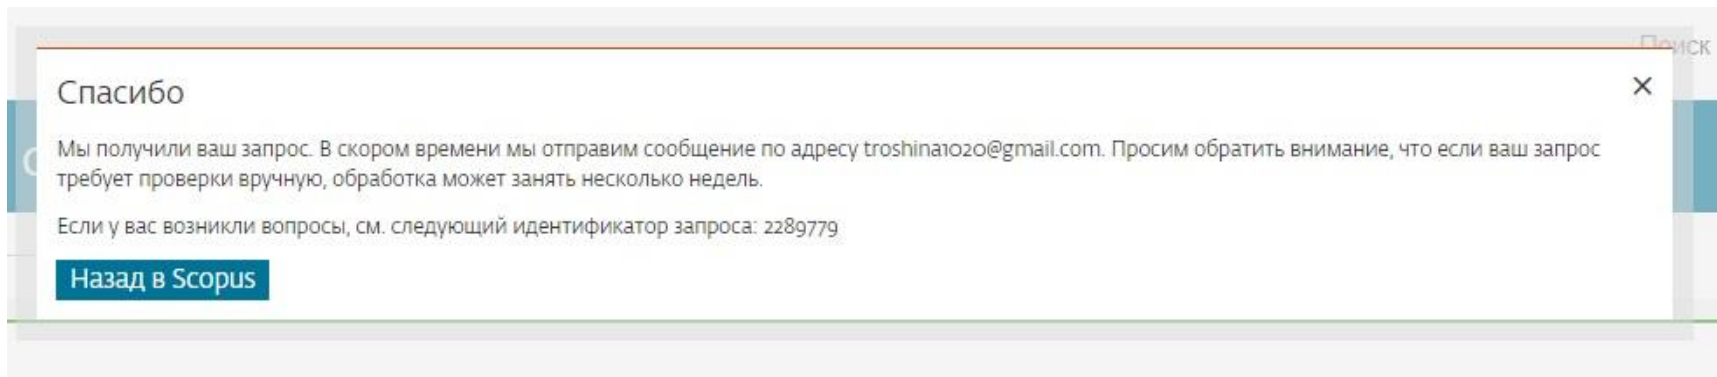 Поиск
Спасибо
×
Мы получили ваш запрос. В скором времени мы отправим сообщение по адресу troshina1020@gmail.com. Просим обратить внимание, что если ваш запрос
требует проверки вручную, обработка может занять несколько недель.
Если у вас возникли вопросы, см. следующий идентификатор запроса: 2289779
Назад в Scopus